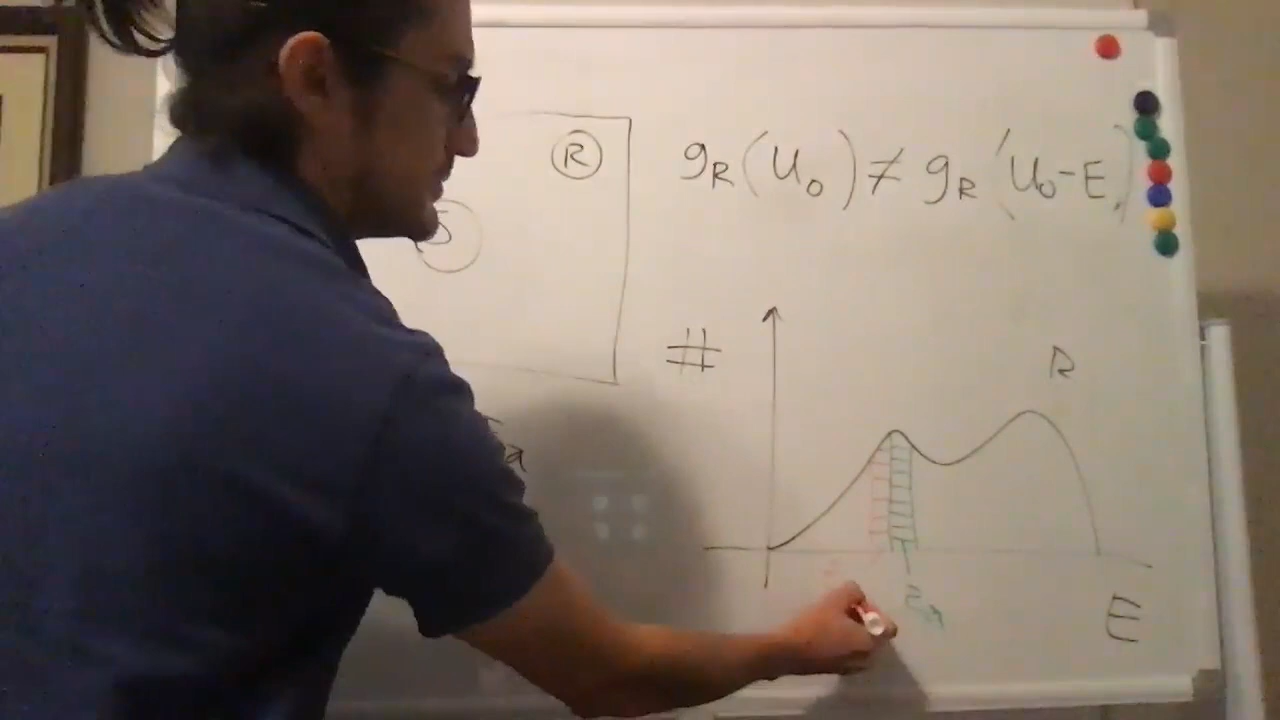 R
g_R(U_0) ≠ g_R(U_0-E)
S
#
R
E